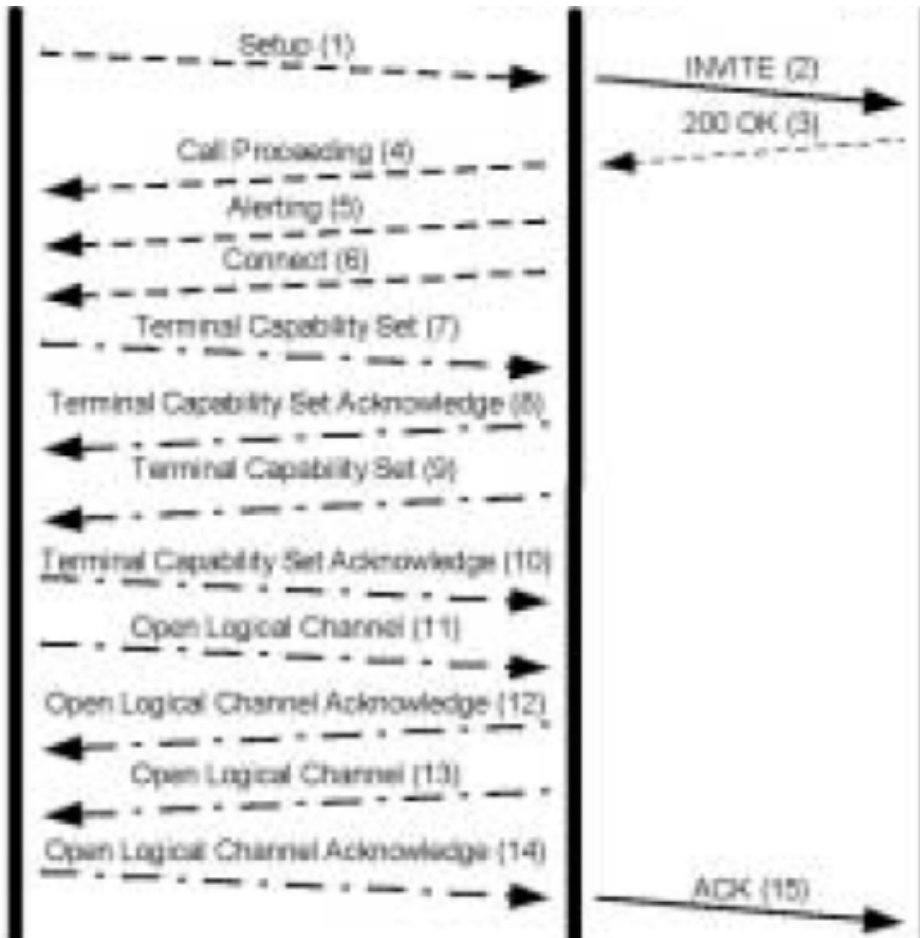 Setup (1)
INVITE (2)
200 OK (3)
Call Proceeding (4)
Alerting (5)
Connect (6)
Terminal Capability Set (7)
Terminal Capability Set Acknowledge (8)
Terminal Capability Set (9)
Terminal Capability Set Acknowledge (10)
Open Logical Channel (11)
Open Logical Channel Acknowledge (12)
Open Logical Channel (13)
Open Logical Channel Acknowledge (14)
ACK (15)